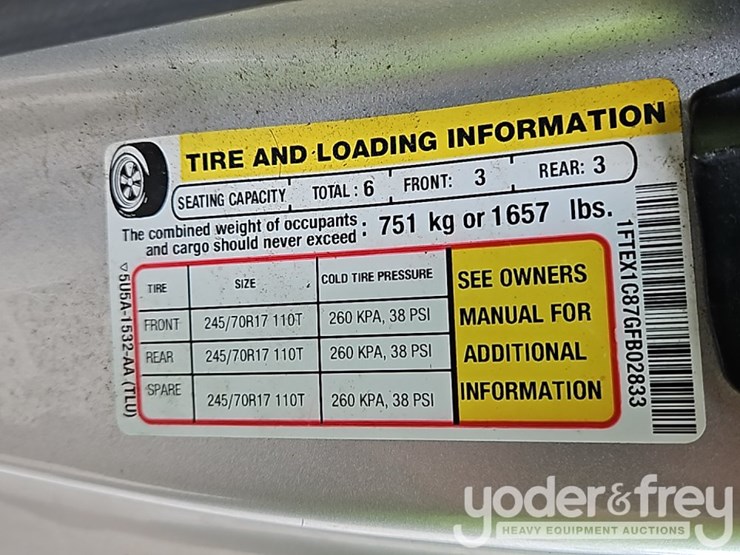 TIRE AND LOADING INFORMATION
SEATING CAPACITY TOTAL : 6 FRONT: 3 REAR: 3
The combined weight of occupants
and cargo should never exceed : 751 kg or 1657 lbs.
TIRE SIZE COLD TIRE PRESSURE
FRONT 245/70R17 110T 260 KPA, 38 PSI
REAR 245/70R17 110T 260 KPA, 38 PSI
SPARE 245/70R17 110T 260 KPA, 38 PSI
SEE OWNERS
MANUAL FOR
ADDITIONAL
INFORMATION
5U5A-1532-AA (TLU)
1FTEX1C87GFB02833
yoder&frey
HEAVY EQUIPMENT AUCTIONS